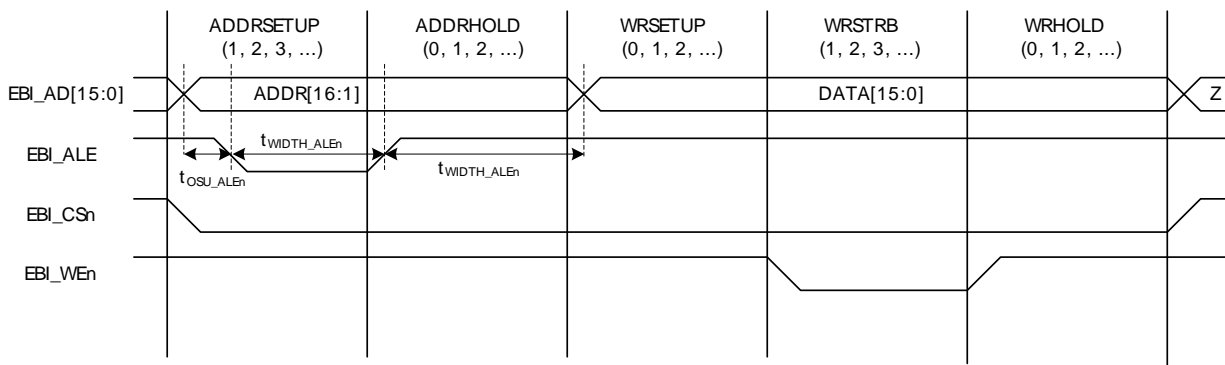 ADDRSETUP ADDRHOLD WRSETUP WRSTRB WRHOLD
(1, 2, 3, ...) (0, 1, 2, ...) (0, 1, 2, ...) (1, 2, 3, ...) (0, 1, 2, ...)
EBI_AD[15:0] ADDR[16:1] DATA[15:0] Z
EBI_ALE tWIDTH_ALEn
tOSU_ALEn tWIDTH_ALEn
EBI_CSn
EBI_WEn